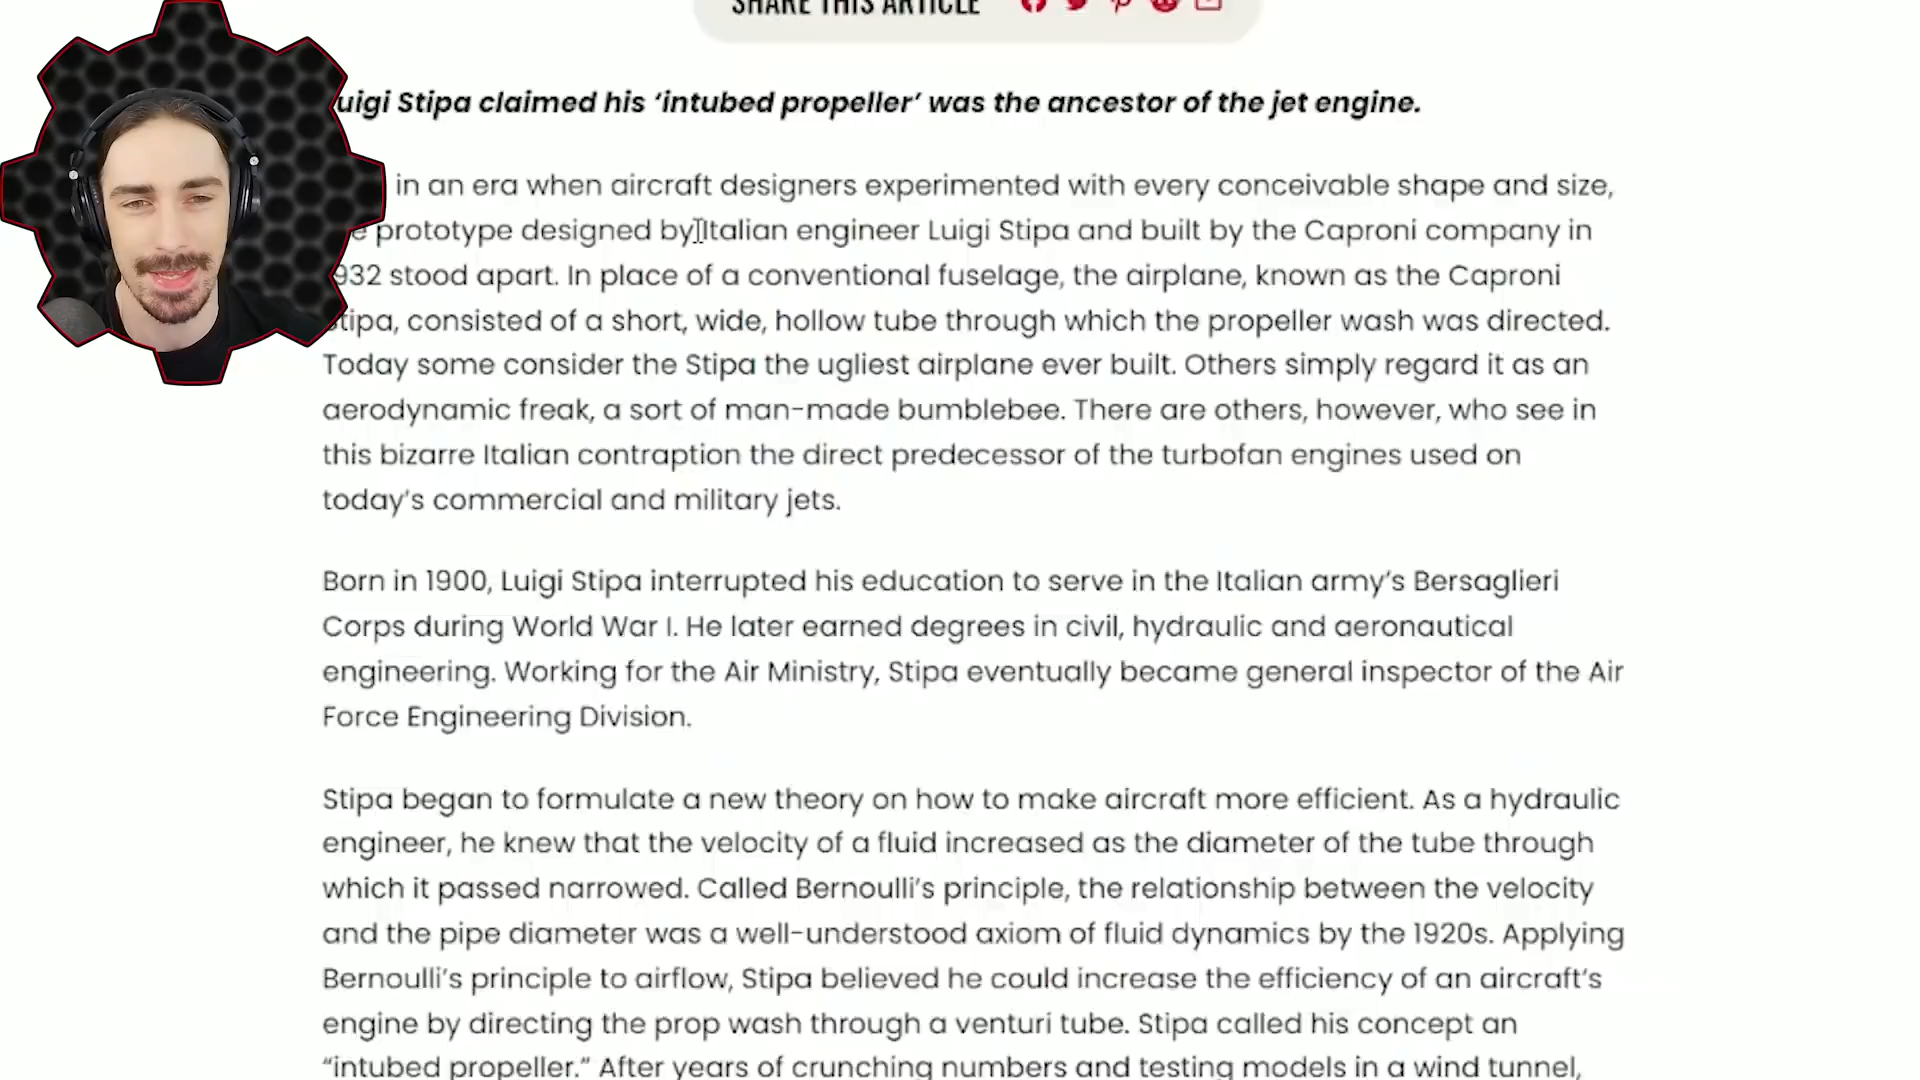 SHARE THIS ARTICLE
uigi Stipa claimed his ‘intubed propeller’ was the ancestor of the jet engine.
in an era when aircraft designers experimented with every conceivable shape and size,
prototype designed by Italian engineer Luigi Stipa and built by the Caproni company in
932 stood apart. In place of a conventional fuselage, the airplane, known as the Caproni
tipa, consisted of a short, wide, hollow tube through which the propeller wash was directed.
Today some consider the Stipa the ugliest airplane ever built. Others simply regard it as an
aerodynamic freak, a sort of man-made bumblebee. There are others, however, who see in
this bizarre Italian contraption the direct predecessor of the turbofan engines used on
today’s commercial and military jets.
Born in 1900, Luigi Stipa interrupted his education to serve in the Italian army’s Bersaglieri
Corps during World War I. He later earned degrees in civil, hydraulic and aeronautical
engineering. Working for the Air Ministry, Stipa eventually became general inspector of the Air
Force Engineering Division.
Stipa began to formulate a new theory on how to make aircraft more efficient. As a hydraulic
engineer, he knew that the velocity of a fluid increased as the diameter of the tube through
which it passed narrowed. Called Bernoulli’s principle, the relationship between the velocity
and the pipe diameter was a well-understood axiom of fluid dynamics by the 1920s. Applying
Bernoulli’s principle to airflow, Stipa believed he could increase the efficiency of an aircraft’s
engine by directing the prop wash through a venturi tube. Stipa called his concept an
“intubed propeller.” After years of crunching numbers and testing models in a wind tunnel,